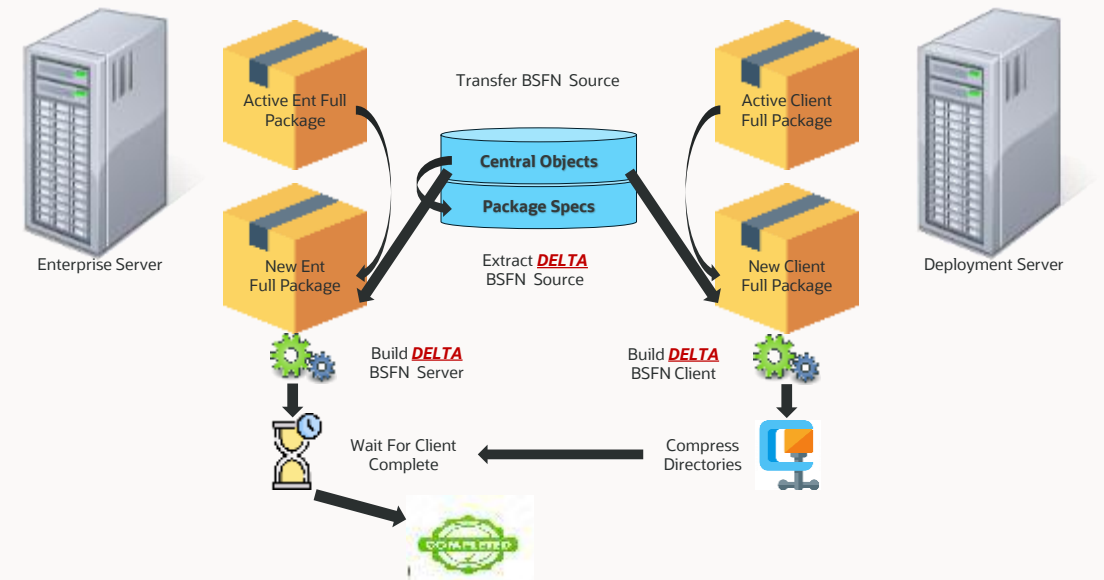 Transfer BSFN Source
Active Ent Full
Package
Active Client
Full Package
Central Objects
Package Specs
Enterprise Server
New Ent
Full Package
Extract DELTA
BSFN Source
New Client
Full Package
Deployment Server
Build DELTA
BSFN Server
Build DELTA
BSFN Client
Wait For Client
Complete
Compress
Directories
COMPLETED